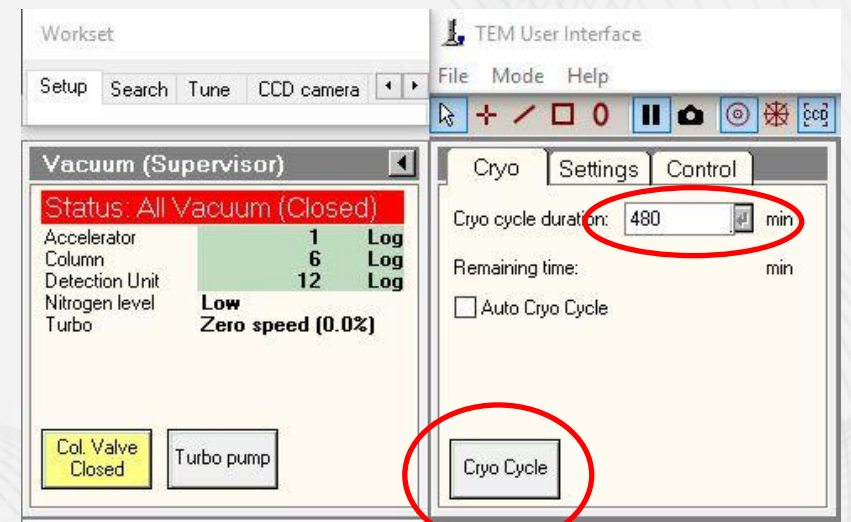 Workset
Setup Search Tune CCD camera
TEM User Interface
File Mode Help
CCD
Vacuum (Supervisor)
Status: All Vacuum (Closed)
Accelerator 1 Log
Column 6 Log
Detection Unit 12 Log
Nitrogen level Low
Turbo Zero speed (0.0%)
Col. Valve
Closed
Turbo pump
Cryo Settings Control
Cryo cycle duration: 480 min
Remaining time: min
Auto Cryo Cycle
Cryo Cycle